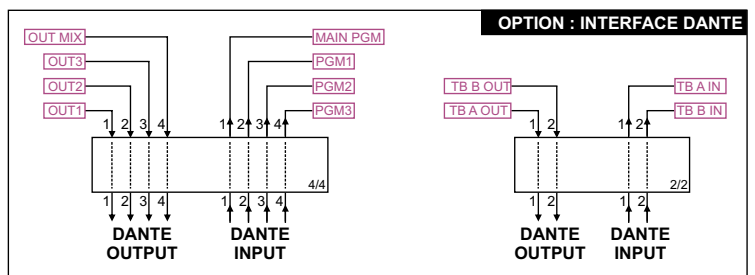 OPTION : INTERFACE DANTE
OUT MIX
MAIN PGM
OUT3
PGM1
OUT2
PGM2
TB B OUT
TB A IN
OUT1
PGM3
TB A OUT
TB B IN
1 2 3 4 1 2 3 4
1 2 1 2
4/4
2/2
1 2 3 4 1 2 3 4
1 2 1 2
DANTE OUTPUT
DANTE INPUT
DANTE OUTPUT
DANTE INPUT